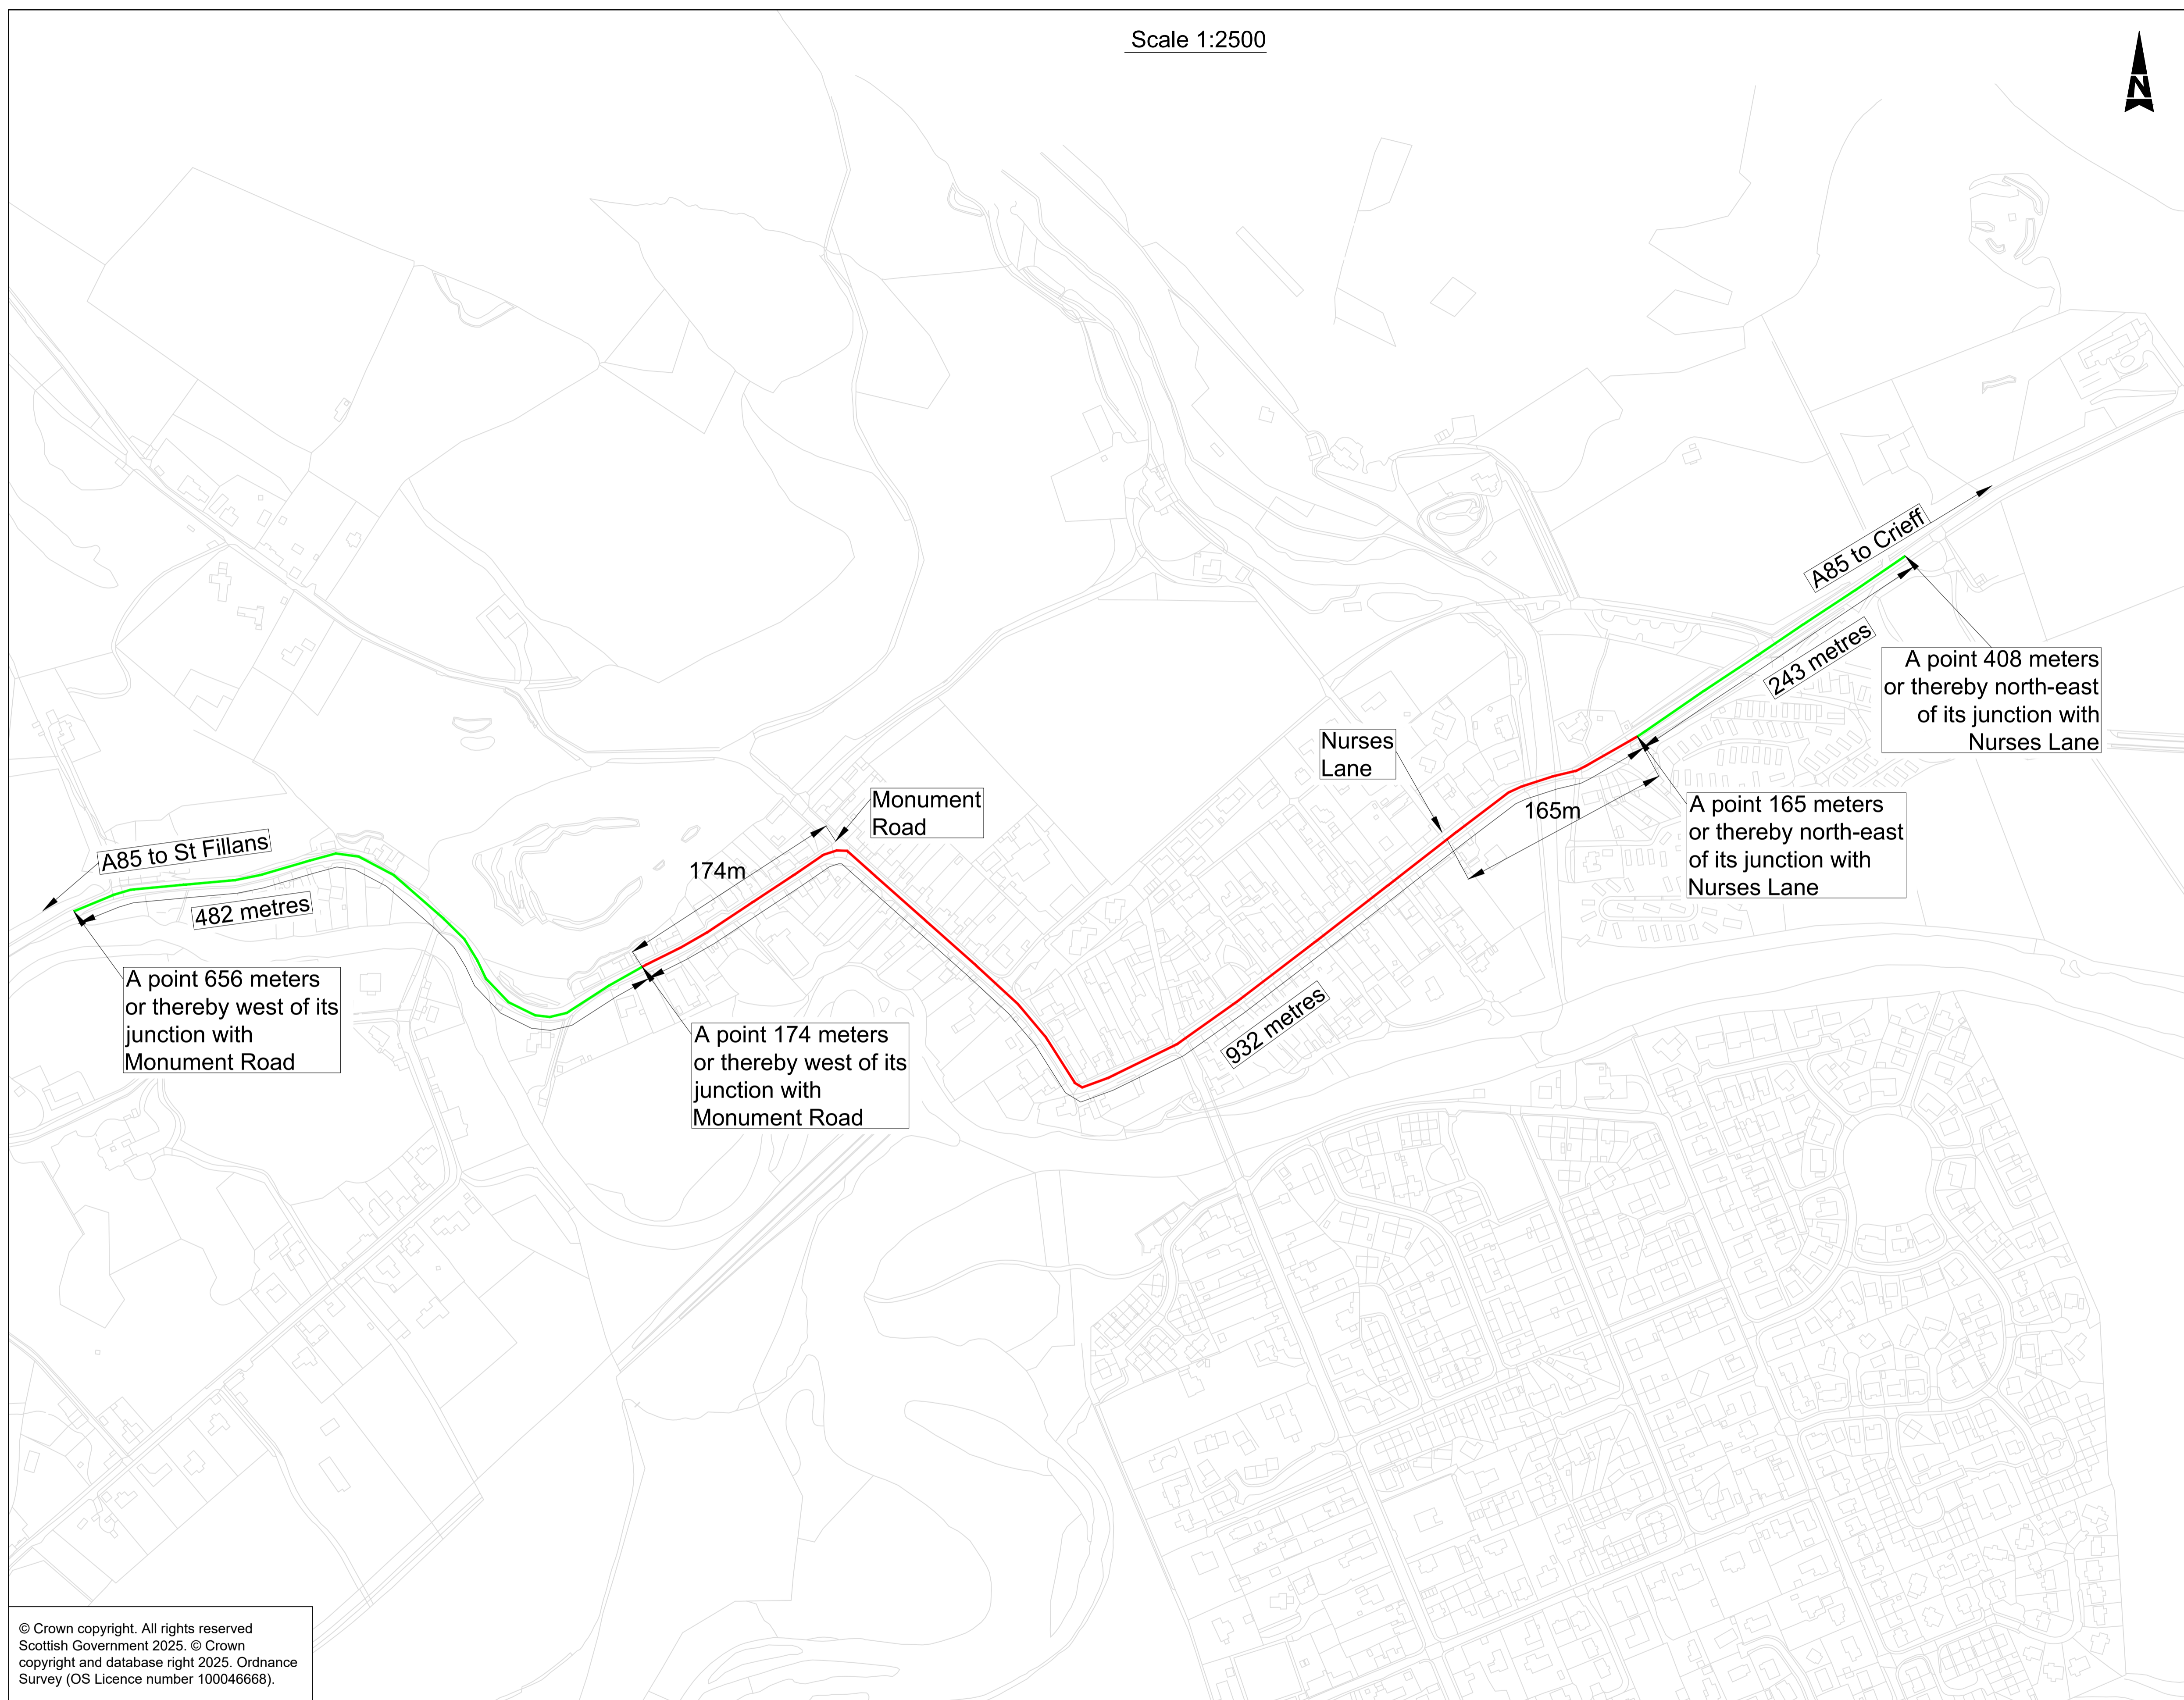 Scale 1:2500
N
A85 to Crieff
243 metres
A point 408 meters
or thereby north-east
of its junction with
Nurses Lane
Nurses
Lane
165m
A point 165 meters
or thereby north-east
of its junction with
Nurses Lane
Monument
Road
174m
A85 to St Fillans
482 metres
A point 656 meters
or thereby west of its
junction with
Monument Road
A point 174 meters
or thereby west of its
junction with
Monument Road
932 metres
© Crown copyright. All rights reserved
Scottish Government 2025. © Crown
copyright and database right 2025. Ordnance
Survey (OS Licence number 100046668).